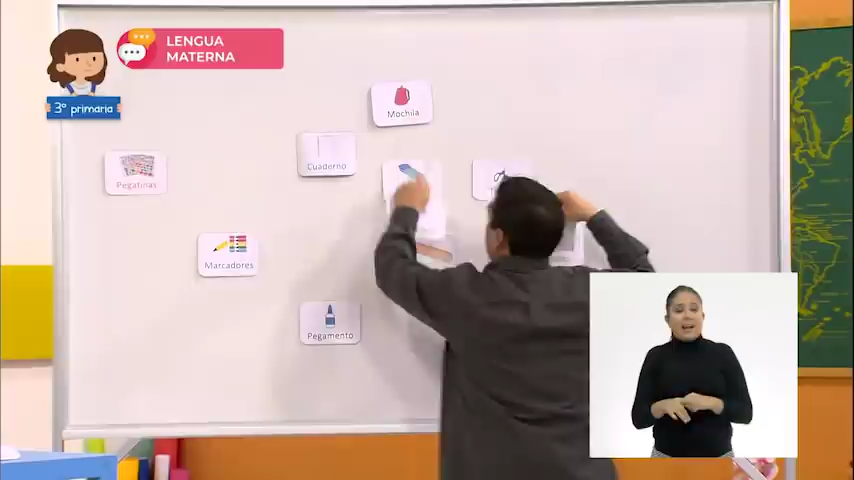 LENGUA
MATERNA
3° primaria
Mochila
Cuaderno
Pegatinas
Marcadores
Pegamento